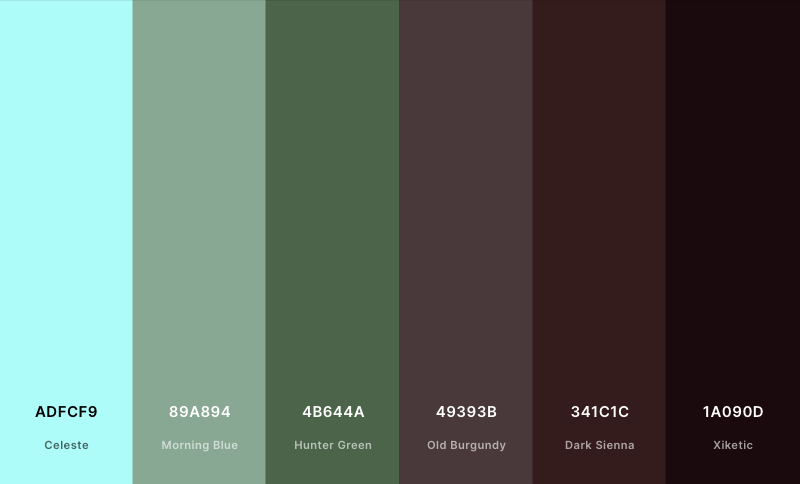 ADFCF9 89A894 4B644A 49393B 341C1C 1A090D
Celeste Morning Blue Hunter Green Old Burgundy Dark Sienna Xiketic